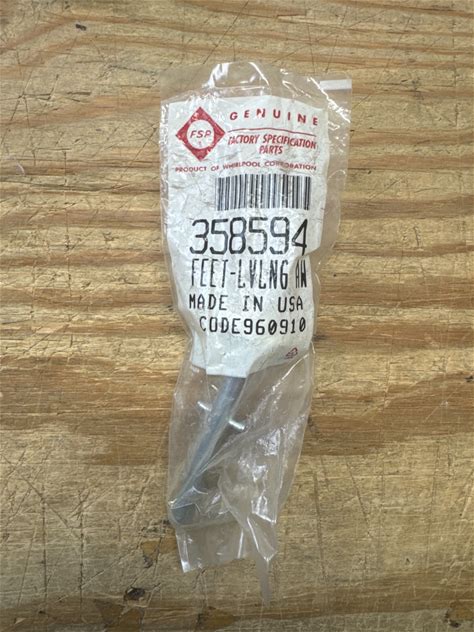 FSP
GENUINE
FACTORY SPECIFICATION
PARTS
PRODUCT OF WHIRLPOOL CORPORATION
358594
FEET-LVLNG AW
MADE IN USA
CODE960910